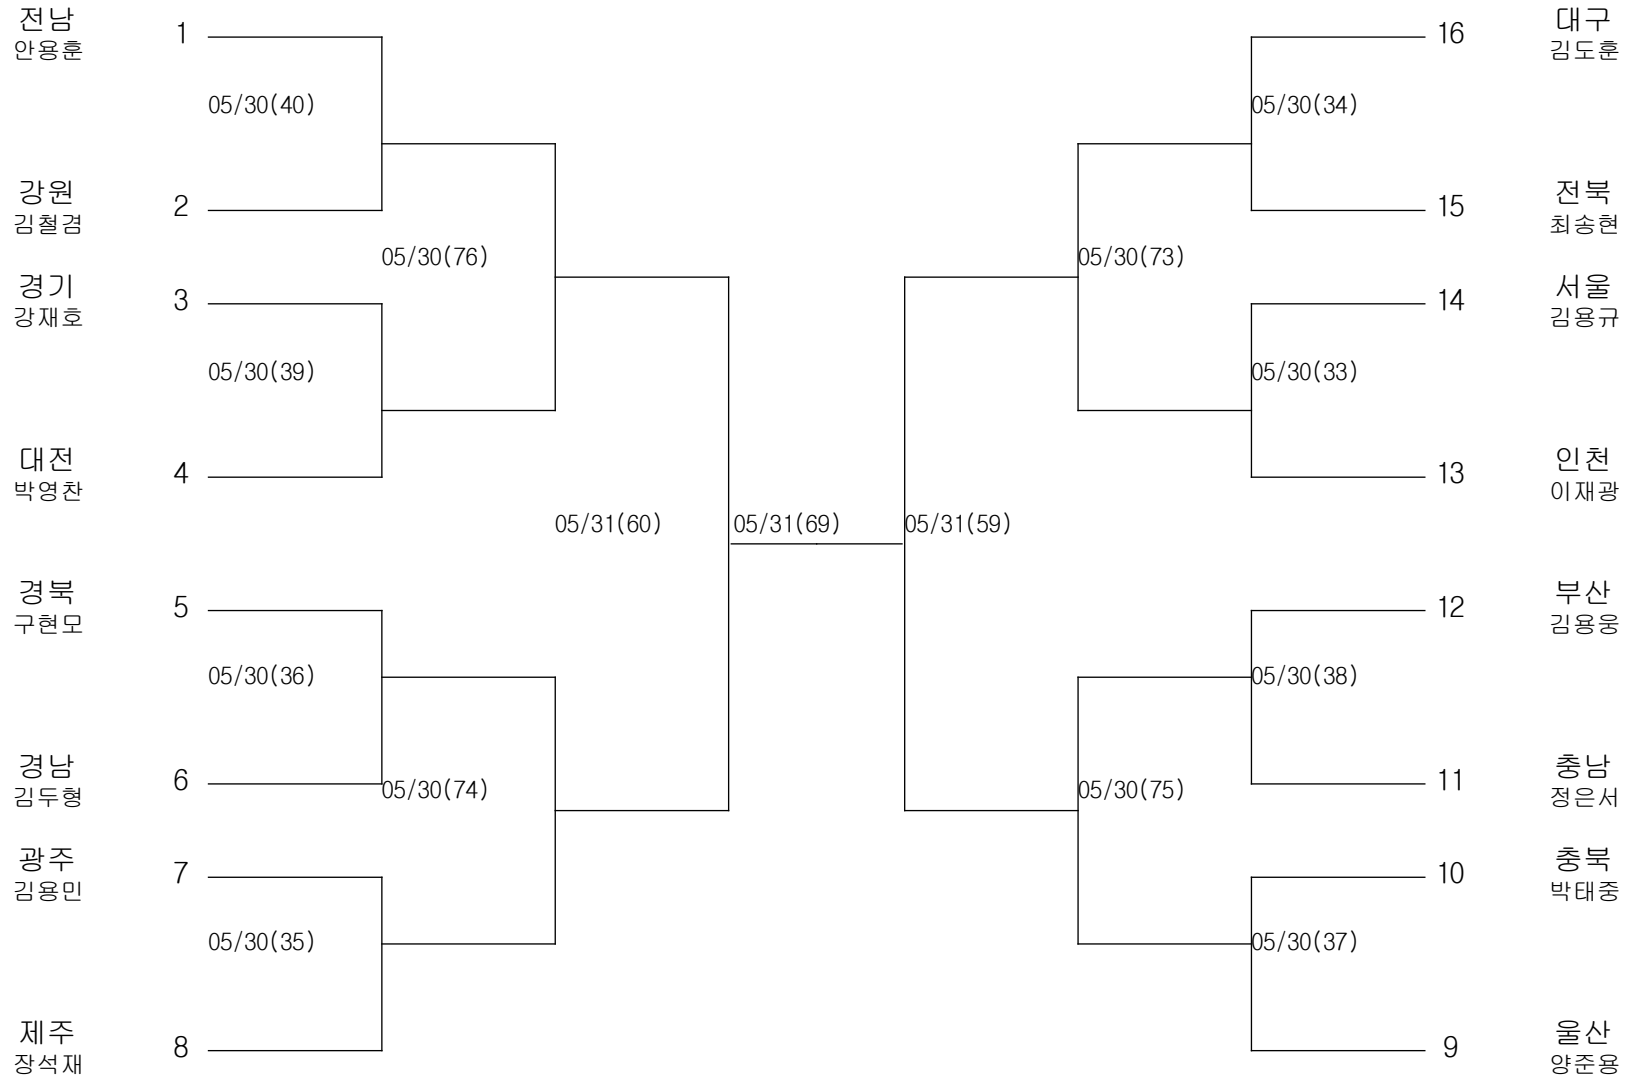 전남
안용훈
1
05/30(40)
강원
김철겸
2
05/30(76)
경기
강재호
3
05/30(39)
대전
박영찬
4
05/31(60)
경북
구현모
5
05/30(36)
경남
김두형
6
05/30(74)
광주
김용민
7
05/30(35)
제주
장석재
8
05/31(69)
16
대구
김도훈
05/30(34)
15
전북
최송현
05/30(73)
14
서울
김용규
05/30(33)
13
인천
이재광
05/31(59)
12
부산
김용웅
05/30(38)
11
충남
정은서
05/30(75)
10
충북
박태중
05/30(37)
9
울산
양준용